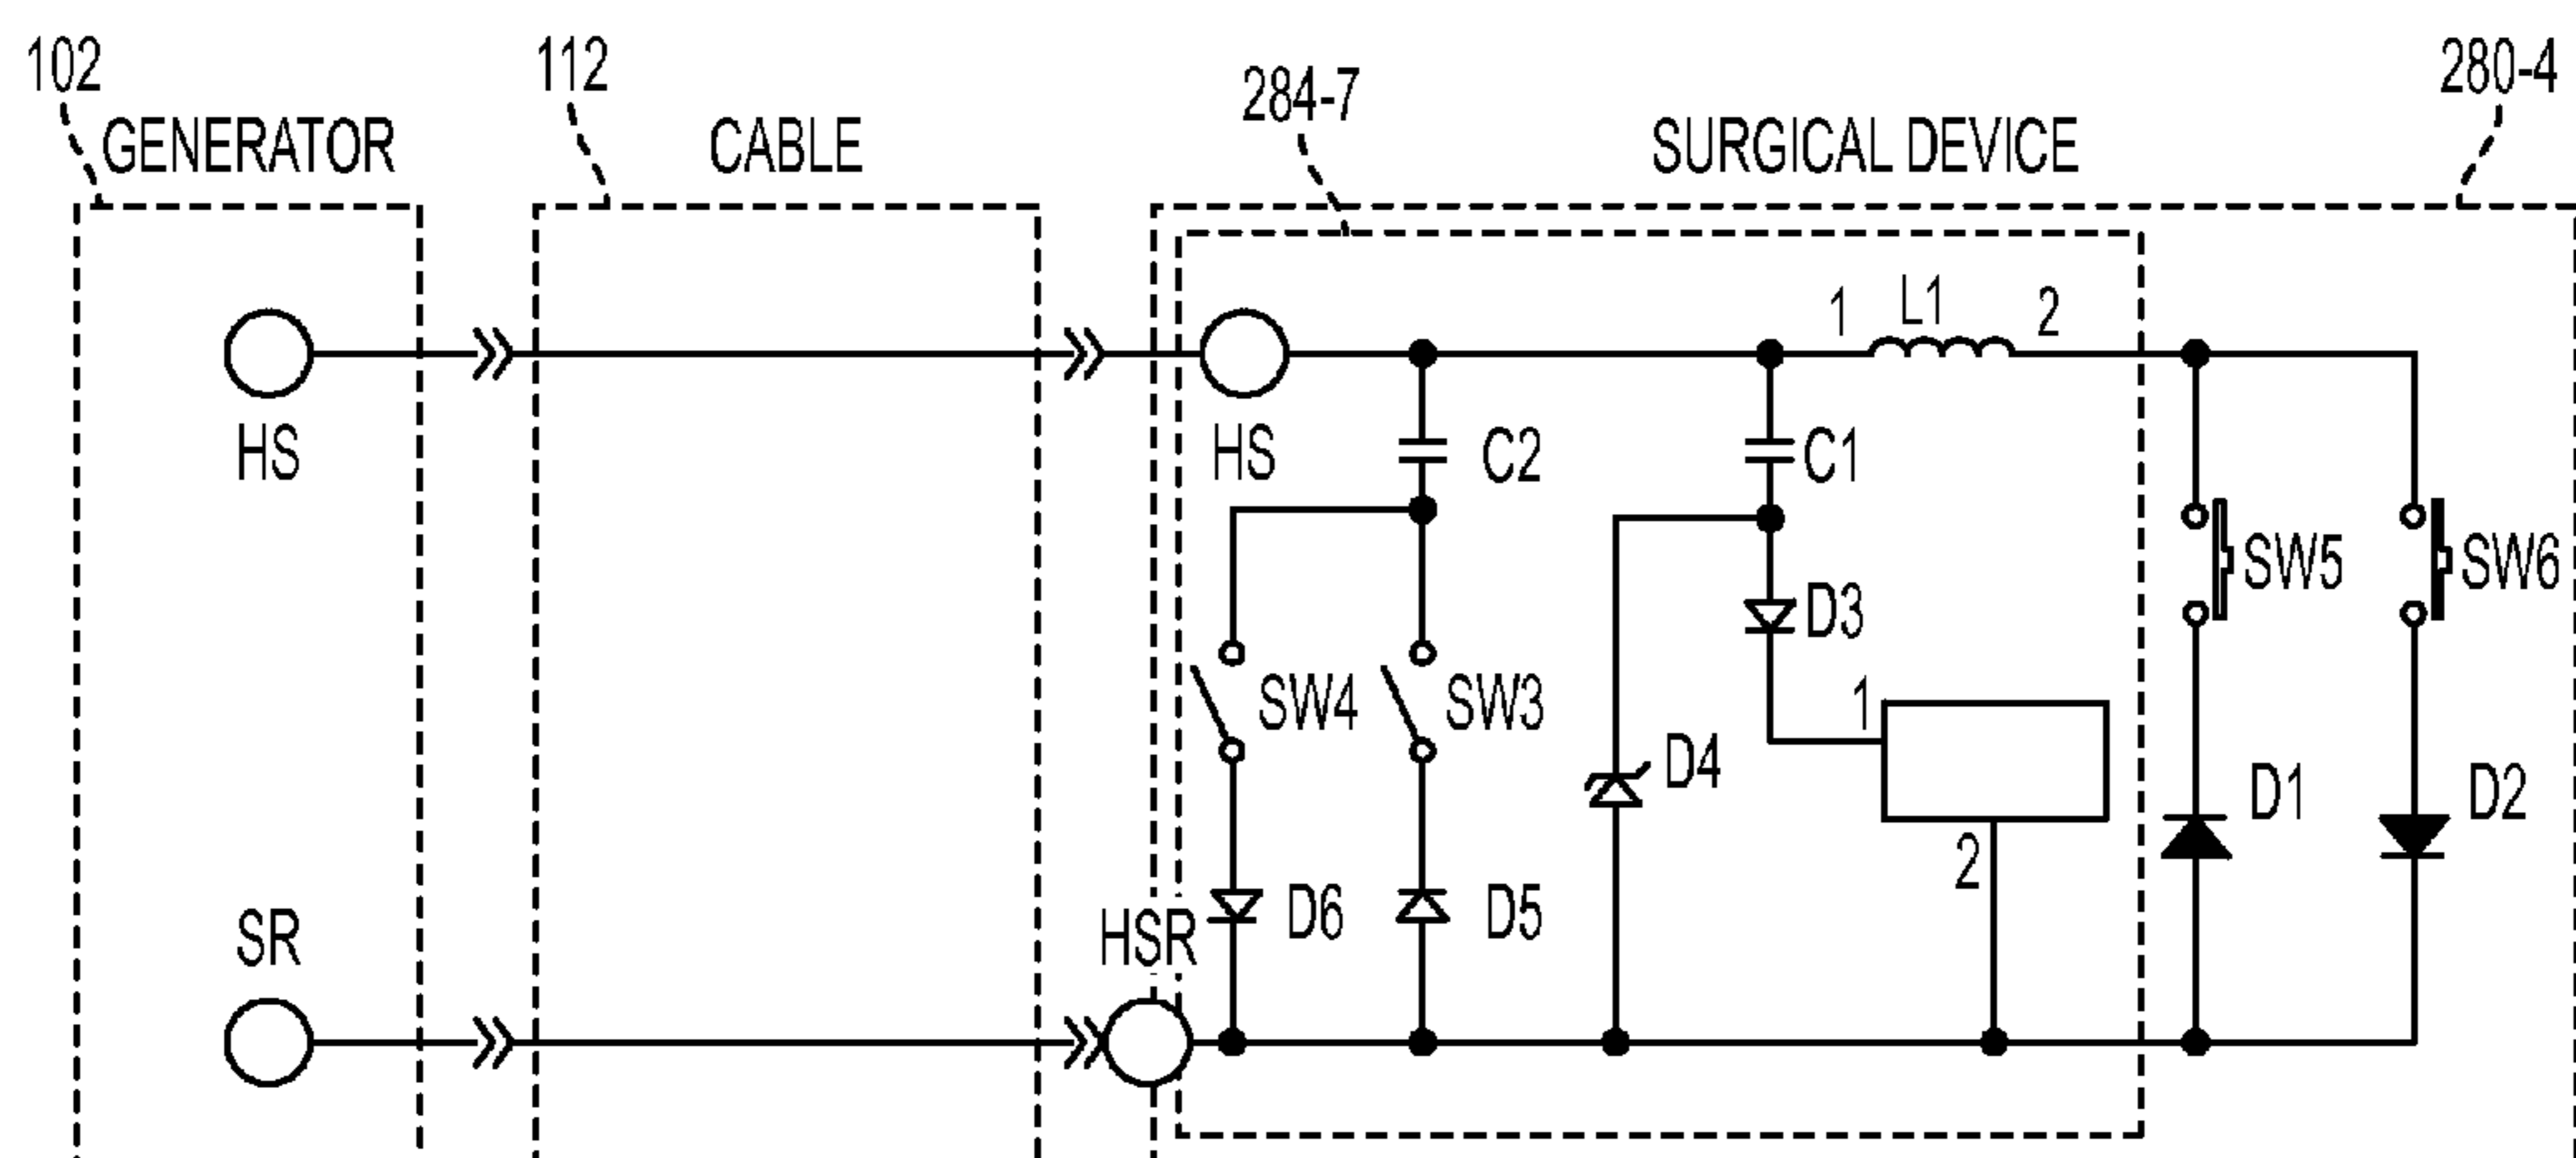 102
112
284-7
280-4
GENERATOR
CABLE
SURGICAL DEVICE
1
L1
2
HS
HS
C2
C1
SW5
SW6
D3
SW4
SW3
1
D4
D1
D2
2
SR
HSR
D6
D5